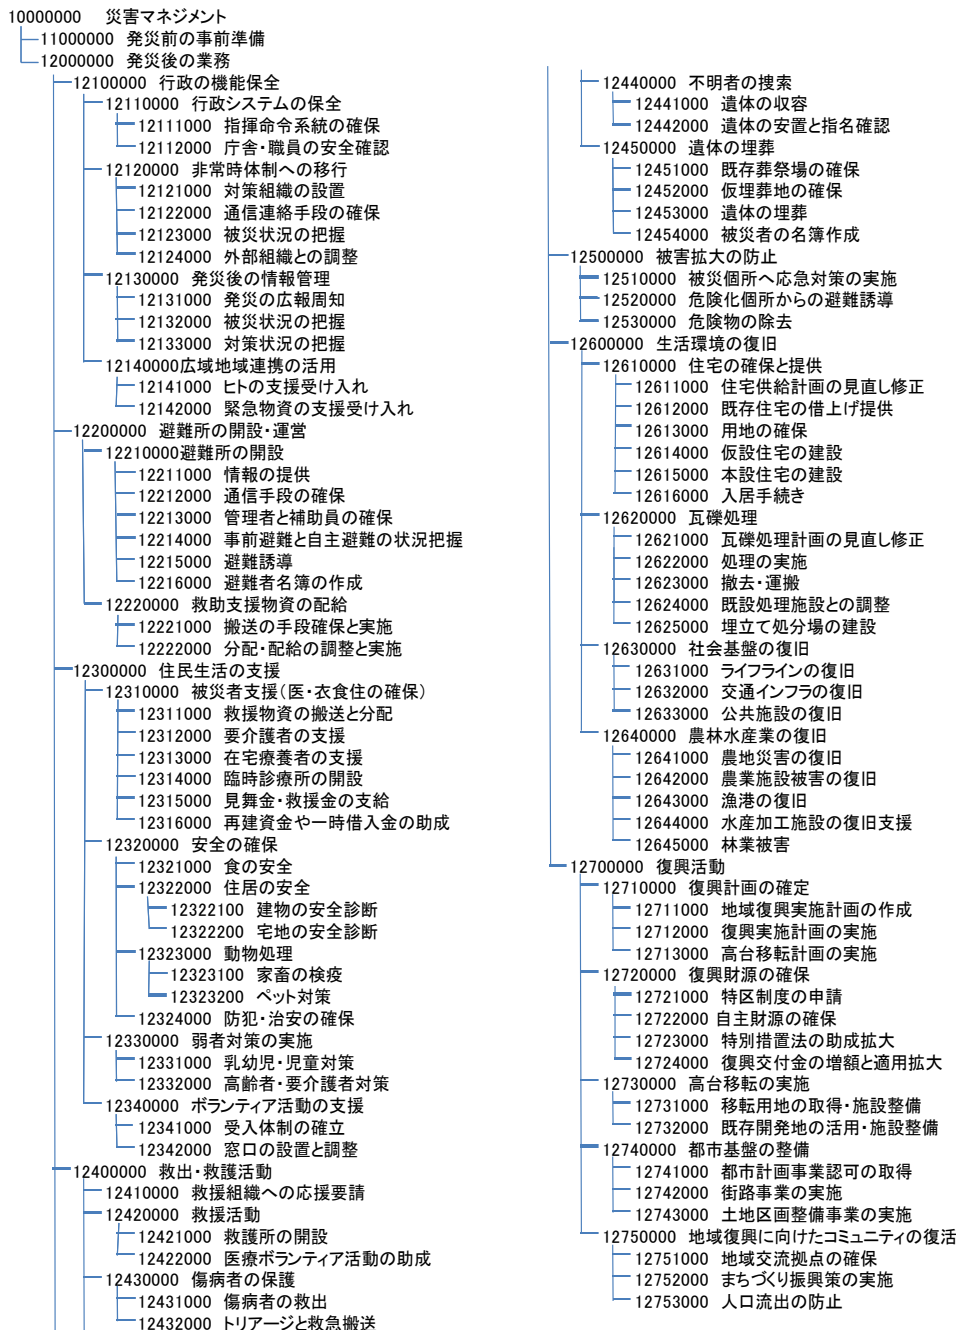 10000000 災害マネジメント
11000000 発災前の事前準備
12000000 発災後の業務
12100000 行政の機能保全
12110000 行政システムの保全
12111000 指揮命令系統の確保
12112000 庁舎・職員の安全確認
12120000 非常時体制への移行
12121000 対策組織の設置
12122000 通信連絡手段の確保
12123000 被災状況の把握
12124000 外部組織との調整
12130000 発災後の情報管理
12131000 発災の広報周知
12132000 被災状況の把握
12133000 対策状況の把握
12140000広域地域連携の活用
12141000 ヒトの支援受け入れ
12142000 緊急物資の支援受け入れ
12200000 避難所の開設・運営
12210000避難所の開設
12211000 情報の提供
12212000 通信手段の確保
12213000 管理者と補助員の確保
12214000 事前避難と自主避難の状況把握
12215000 避難誘導
12216000 避難者名簿の作成
12220000 救助支援物資の配給
12221000 搬送の手段確保と実施
12222000 分配・配給の調整と実施
12300000 住民生活の支援
12310000 被災者支援（医・衣食住の確保）
12311000 救援物資の搬送と分配
12312000 要介護者の支援
12313000 在宅療養者の支援
12314000 臨時診療所の開設
12315000 見舞金・救援金の支給
12316000 再建資金や一時借入金の助成
12320000 安全の確保
12321000 食の安全
12322000 住居の安全
12322100 建物の安全診断
12322200 宅地の安全診断
12323000 動物処理
12323100 家畜の検疫
12323200 ペット対策
12324000 防犯・治安の確保
12330000 弱者対策の実施
12331000 乳幼児・児童対策
12332000 高齢者・要介護者対策
12340000 ボランティア活動の支援
12341000 受入体制の確立
12342000 窓口の設置と調整
12400000 救出・救護活動
12410000 救援組織への応援要請
12420000 救援活動
12421000 救護所の開設
12422000 医療ボランティア活動の助成
12430000 傷病者の保護
12431000 傷病者の救出
12432000 トリアージと救急搬送
12440000 不明者の捜索
12441000 遺体の収容
12442000 遺体の安置と指名確認
12450000 遺体の埋葬
12451000 既存葬祭場の確保
12452000 仮埋葬地の確保
12453000 遺体の埋葬
12454000 被災者の名簿作成
12500000 被害拡大の防止
12510000 被災個所へ応急対策の実施
12520000 危険化個所からの避難誘導
12530000 危険物の除去
12600000 生活環境の復旧
12610000 住宅の確保と提供
12611000 住宅供給計画の見直し修正
12612000 既存住宅の借上げ提供
12613000 用地の確保
12614000 仮設住宅の建設
12615000 本設住宅の建設
12616000 入居手続き
12620000 瓦礫処理
12621000 瓦礫処理計画の見直し修正
12622000 処理の実施
12623000 撤去・運搬
12624000 既設処理施設との調整
12625000 埋立て処分場の建設
12630000 社会基盤の復旧
12631000 ライフラインの復旧
12632000 交通インフラの復旧
12633000 公共施設の復旧
12640000 農林水産業の復旧
12641000 農地災害の復旧
12642000 農業施設被害の復旧
12643000 漁港の復旧
12644000 水産加工施設の復旧支援
12645000 林業被害
12700000 復興活動
12710000 復興計画の確定
12711000 地域復興実施計画の作成
12712000 復興実施計画の実施
12713000 高台移転計画の実施
12720000 復興財源の確保
12721000 特区制度の申請
12722000 自主財源の確保
12723000 特別措置法の助成拡大
12724000 復興交付金の増額と適用拡大
12730000 高台移転の実施
12731000 移転用地の取得・施設整備
12732000 既存開発地の活用・施設整備
12740000 都市基盤の整備
12741000 都市計画事業認可の取得
12742000 街路事業の実施
12743000 土地区画整備事業の実施
12750000 地域復興に向けたコミュニティの復活
12751000 地域交流拠点の確保
12752000 まちづくり振興策の実施
12753000 人口流出の防止